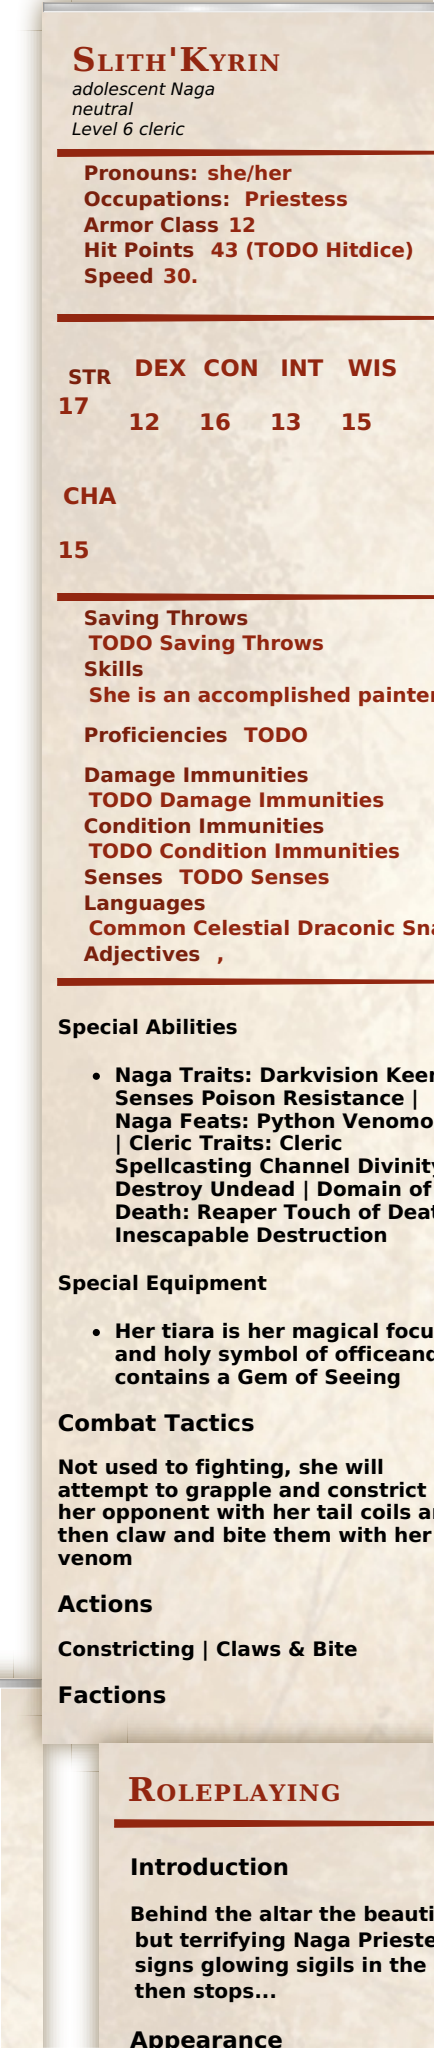 Slith'Kyrin
adolescent Naga
neutral
Level 6 cleric
Pronouns: she/her
Occupations: Priestess
Armor Class 12
Hit Points 43 (TODO Hitdice)
Speed 30.
STR DEX CON INT WIS
17 12 16 13 15
CHA
15
Saving Throws
TODO Saving Throws
Skills
She is an accomplished painter
Proficiencies TODO
Damage Immunities
TODO Damage Immunities
Condition Immunities
TODO Condition Immunities
Senses TODO Senses
Languages
Common Celestial Draconic
Adjectives ,
Special Abilities
• Naga Traits: Darkvision
Senses Poison Resistance |
Naga Feats: Python
| Cleric Traits: Cleric
Spellcasting Channel
Destroy Undead | Domain of
Death: Reaper Touch of
Inescapable Destruction
Special Equipment
• Her tiara is her magical
and holy symbol of officeand
contains a Gem of Seeing
Combat Tactics
Not used to fighting, she will
attempt to grapple and constrict
her opponent with her tail coils
then claw and bite them with her
venom
Actions
Constricting | Claws & Bite
Factions
Roleplaying
Introduction
Behind the altar the
but terrifying Naga
signs glowing sigils in the
then stops...
Appearance